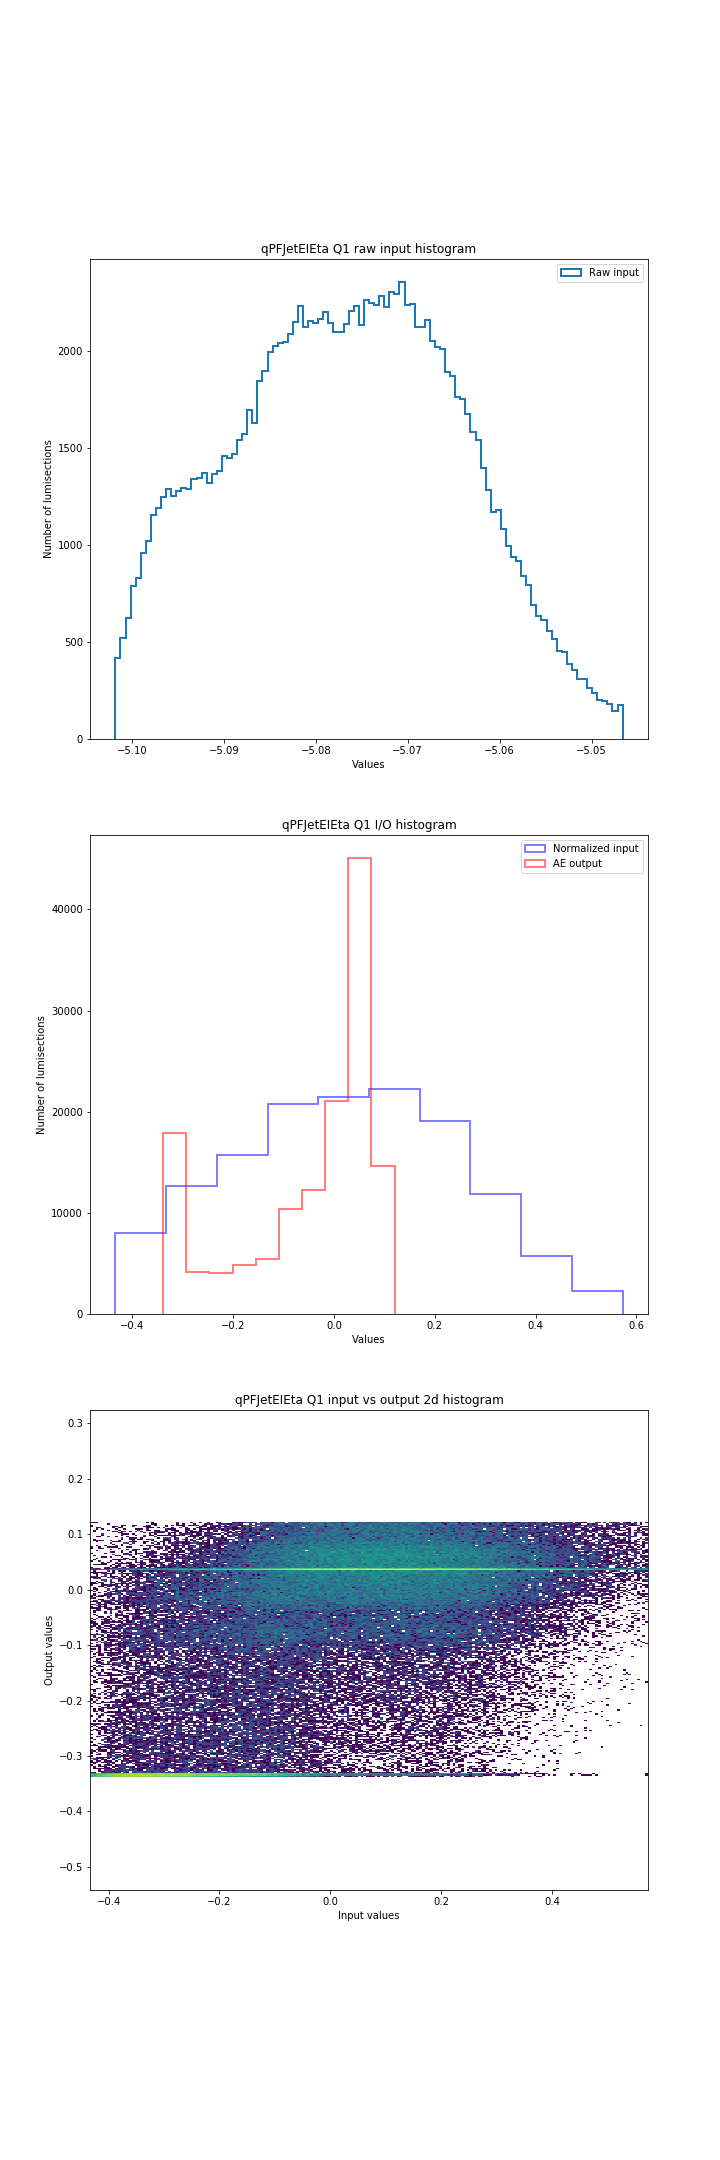 qPFJetEIEta Q1 raw input histogram
Raw input
2000
1500
1000
500
0
Number of lumisections
−5.10 −5.09 −5.08 −5.07 −5.06 −5.05
Values
qPFJetEIEta Q1 I/O histogram
Normalized input
AE output
40000
30000
20000
10000
0
Number of lumisections
−0.4 −0.2 0.0 0.2 0.4 0.6
Values
qPFJetEIEta Q1 input vs output 2d histogram
0.3
0.2
0.1
0.0
−0.1
−0.2
−0.3
−0.4
−0.5
Output values
−0.4 −0.2 0.0 0.2 0.4
Input values